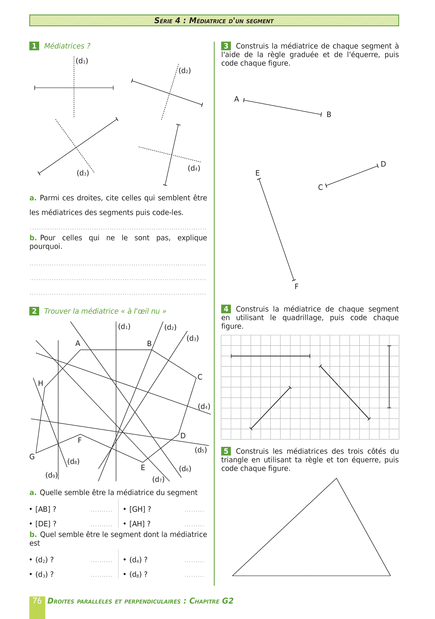 SÉRIE 4 : MÉDIATRICE D'UN SEGMENT
1 Médiatrices ?
(d1)
(d2)
(d3)
(d4)
a. Parmi ces droites, cite celles qui semblent être
les médiatrices des segments puis code-les.
b. Pour celles qui ne le sont pas, explique
pourquoi.
2 Trouver la médiatrice « à l'œil nu »
(d1)
(d2)
(d3)
A
B
C
H
(d4)
D
F
(d5)
G
(d8)
E
(d6)
(d9)
(d7)
a. Quelle semble être la médiatrice du segment
• [AB] ? ......... • [GH] ? .........
• [DE] ? ......... • [AH] ? .........
b. Quel semble être le segment dont la médiatrice
est
• (d2) ? ......... • (d4) ? .........
• (d3) ? ......... • (d8) ? .........
3 Construis la médiatrice de chaque segment à
l'aide de la règle graduée et de l'équerre, puis
code chaque figure.
A
B
D
C
E
F
4 Construis la médiatrice de chaque segment
en utilisant le quadrillage, puis code chaque
figure.
5 Construis les médiatrices des trois côtés du
triangle en utilisant ta règle et ton équerre, puis
code chaque figure.
76 DROITES PARALLÈLES ET PERPENDICULAIRES : CHAPITRE G2